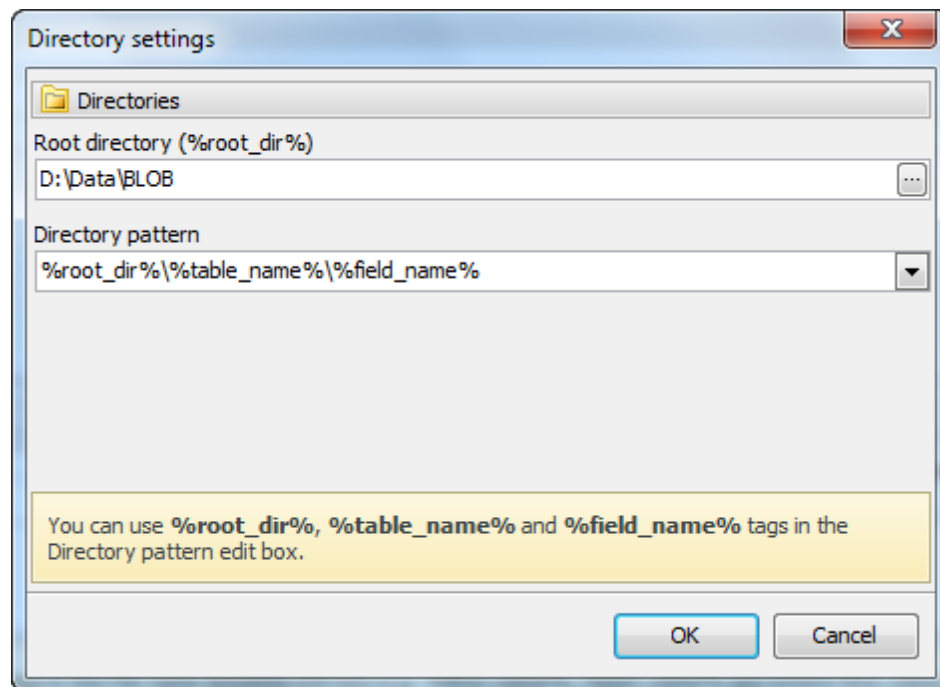 Directory settings
Directories
Root directory (%root_dir%)
D:\Data\BLOB
...
Directory pattern
%root_dir%\%table_name%\%field_name%
You can use %root_dir%, %table_name% and %field_name% tags in the
Directory pattern edit box.
OK
Cancel